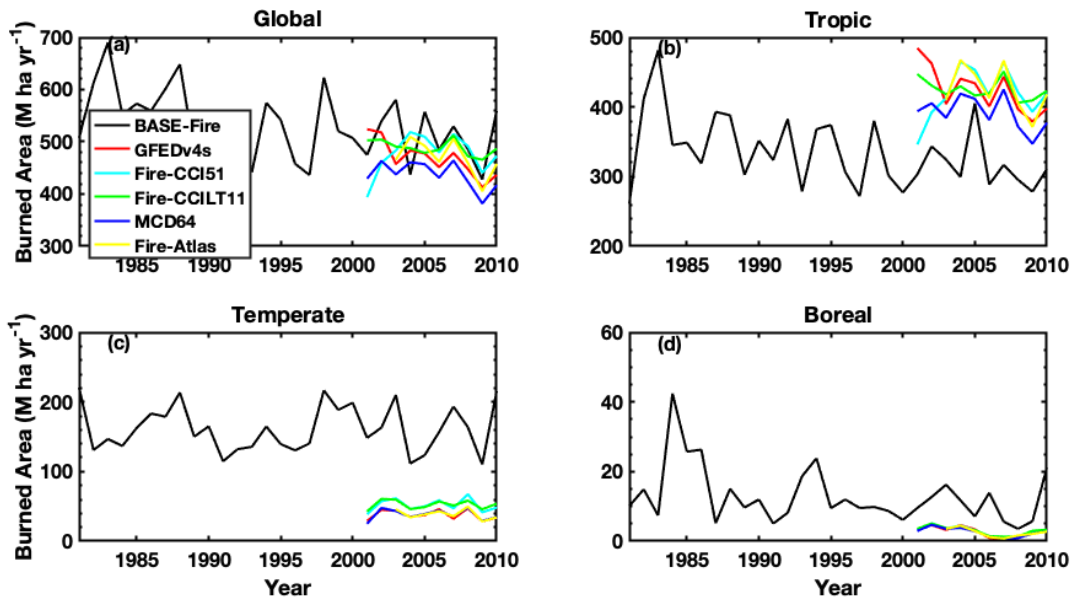 Global
Burned Area (M ha yr⁻¹)
(a)
700
600
500
400
300
BASE-Fire
GFEDv4s
Fire-CCI51
Fire-CCILT11
MCD64
Fire-Atlas
1985 1990 1995 2000 2005 2010
Tropic
(b)
500
400
300
200
1985 1990 1995 2000 2005 2010
Temperate
Burned Area (M ha yr⁻¹)
(c)
300
200
100
0
1985 1990 1995 2000 2005 2010
Year
Boreal
(d)
60
40
20
0
1985 1990 1995 2000 2005 2010
Year